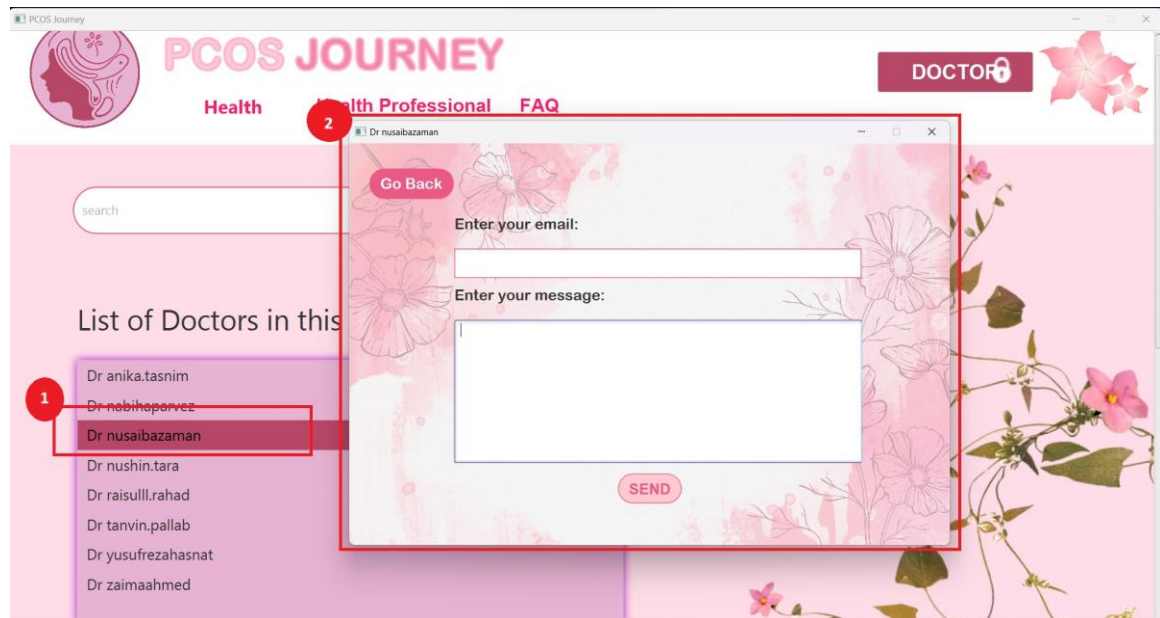 PCOS Journey
PCOS JOURNEY
DOCTOR
Health
Health Professional
FAQ
2
Dr nusaibazaman
Go Back
search
Enter your email:
Enter your message:
List of Doctors in this
Dr anika.tasnim
1
Dr nabihaparvez
Dr nusaibazaman
Dr nushin.tara
Dr raisulll.rahad
SEND
Dr tanvin.pallab
Dr yusufrezahasnat
Dr zaimaahmed